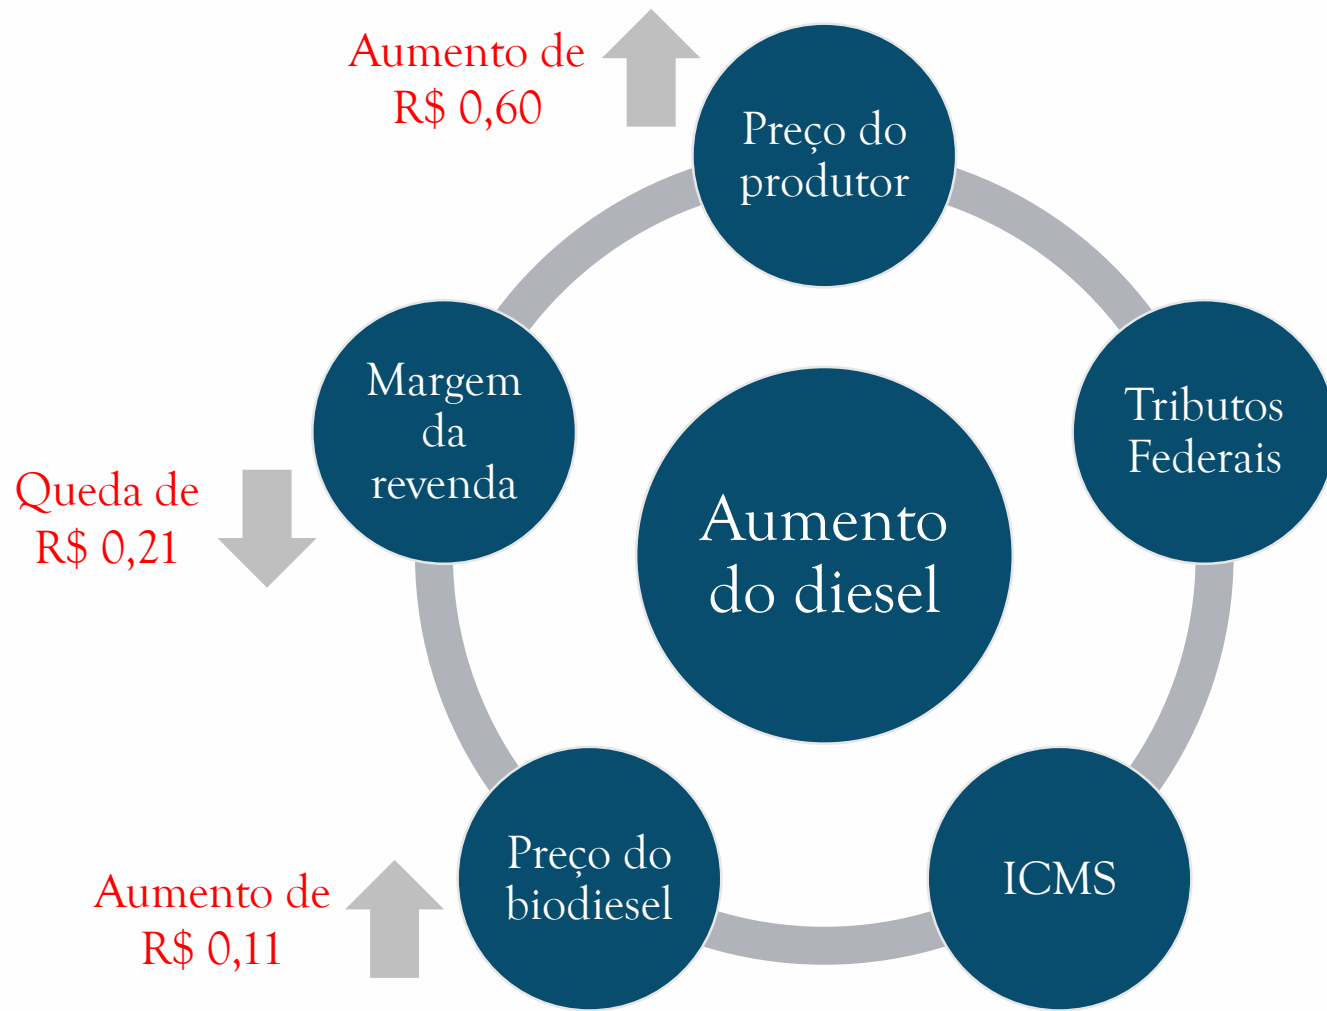 Aumento de
R$ 0,60
Preço do
produtor
Margem
da
revenda
Tributos
Federais
Queda de
R$ 0,21
Aumento
do diesel
Preço do
biodiesel
ICMS
Aumento de
R$ 0,11